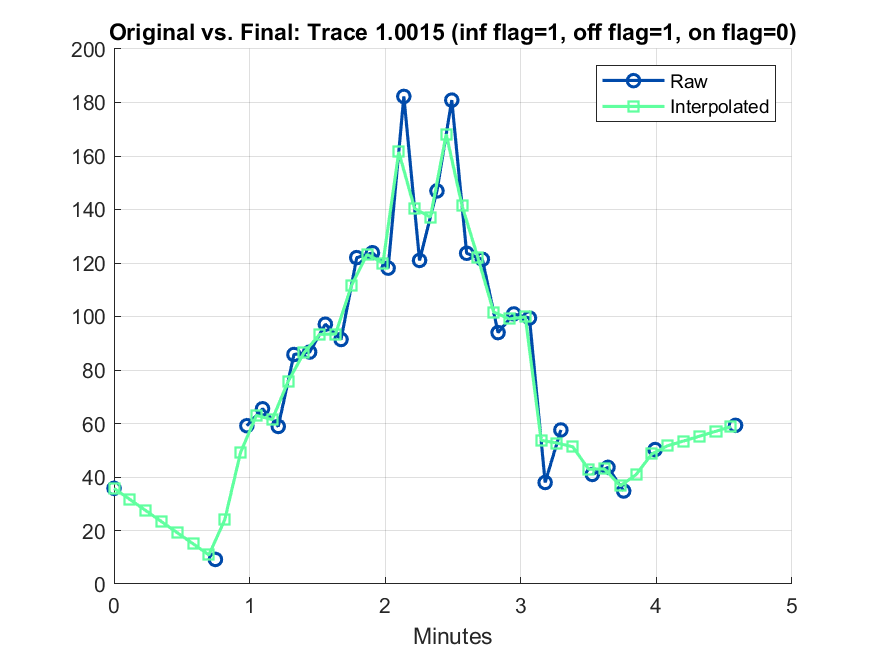 Original vs. Final: Trace 1.0015 (inf flag=1, off flag=1, on flag=0)
200
180
160
140
120
100
80
60
40
20
0
Raw
Interpolated
0 1 2 3 4 5
Minutes